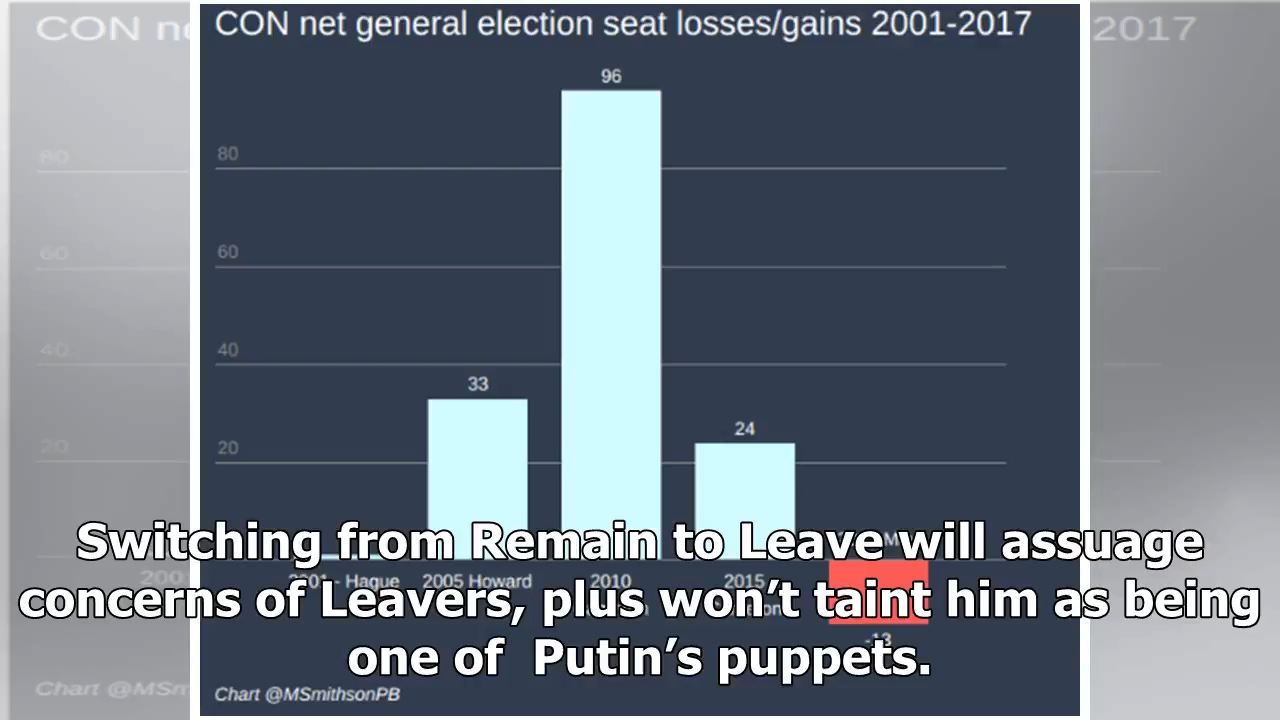 CON net general election seat losses/gains 2001-2017
96
80
60
40
33
24
20
2001 - Hague 2005 Howard 2010 2015
-13
Switching from Remain to Leave will assuage
concerns of Leavers, plus won’t taint him as being
one of Putin’s puppets.
Chart @MSmithsonPB